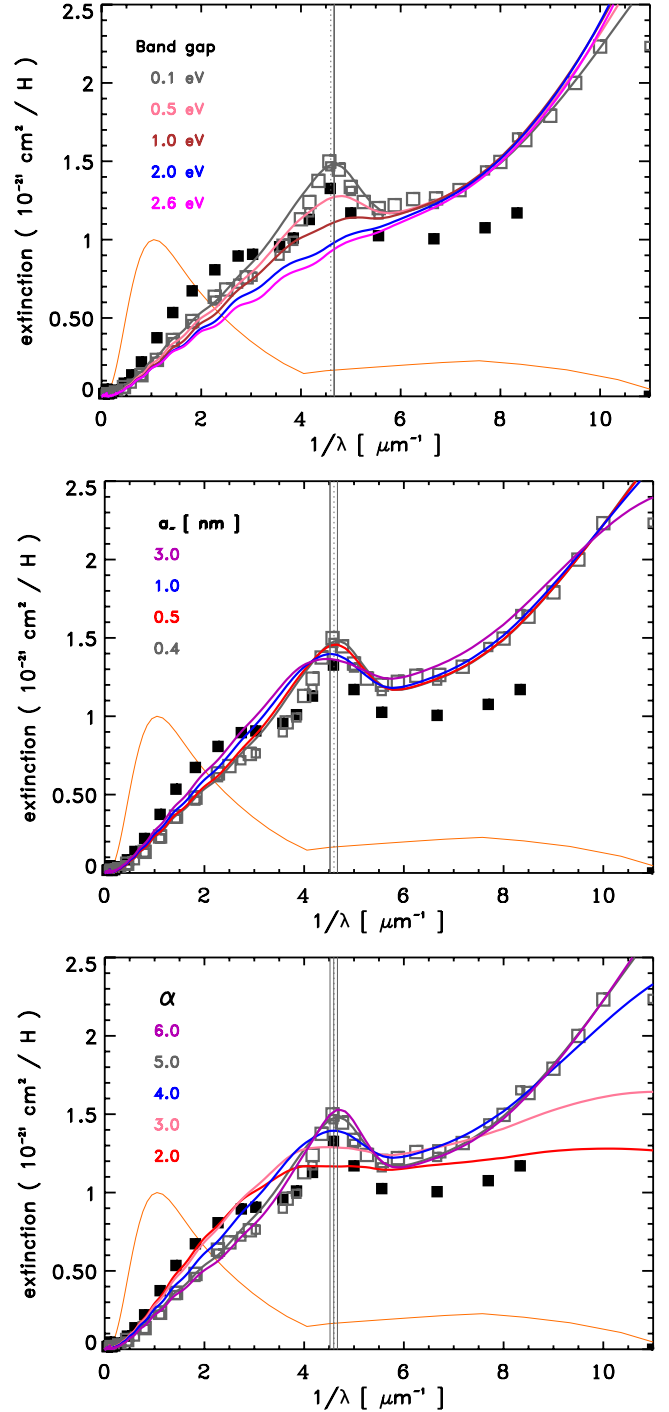 2.5
2
1.5
1
0.50
0
extinction ( 10⁻²¹ cm² / H )
Band gap
0.1 eV
0.5 eV
1.0 eV
2.0 eV
2.6 eV
0 2 4 6 8 10
1/λ [ μm⁻¹ ]
2.5
2
1.5
1
0.50
0
extinction ( 10⁻²¹ cm² / H )
a₋ [ nm ]
3.0
1.0
0.5
0.4
0 2 4 6 8 10
1/λ [ μm⁻¹ ]
2.5
2
1.5
1
0.50
0
extinction ( 10⁻²¹ cm² / H )
α
6.0
5.0
4.0
3.0
2.0
0 2 4 6 8 10
1/λ [ μm⁻¹ ]